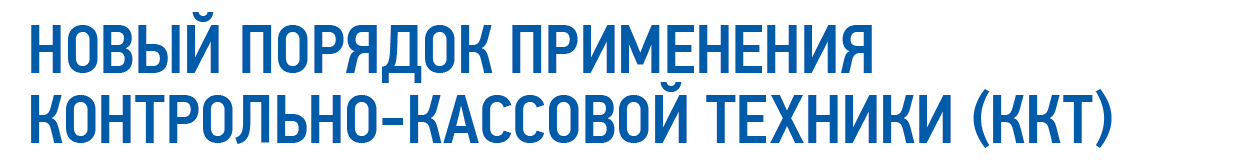 НОВЫЙ ПОРЯДОК ПРИМЕНЕНИЯ
КОНТРОЛЬНО-КАССОВОЙ ТЕХНИКИ (ККТ)